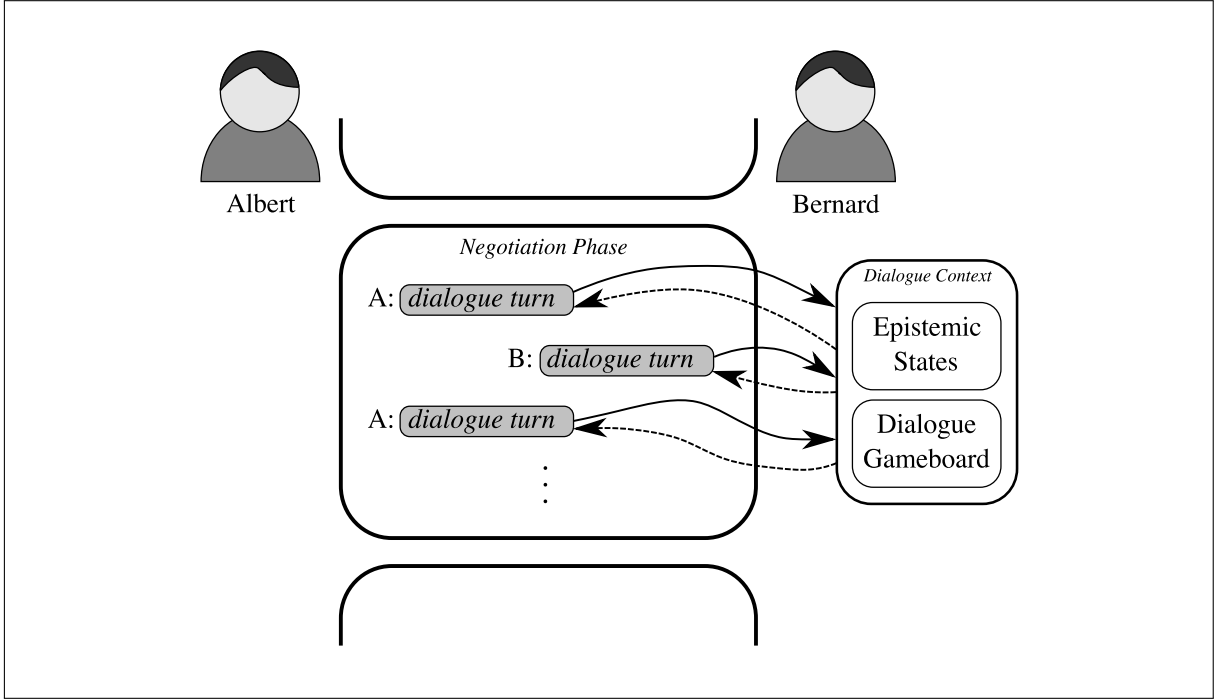 Albert
Bernard
Negotiation Phase
A: dialogue turn
B: dialogue turn
A: dialogue turn
Dialogue Context
Epistemic
States
Dialogue
Gameboard